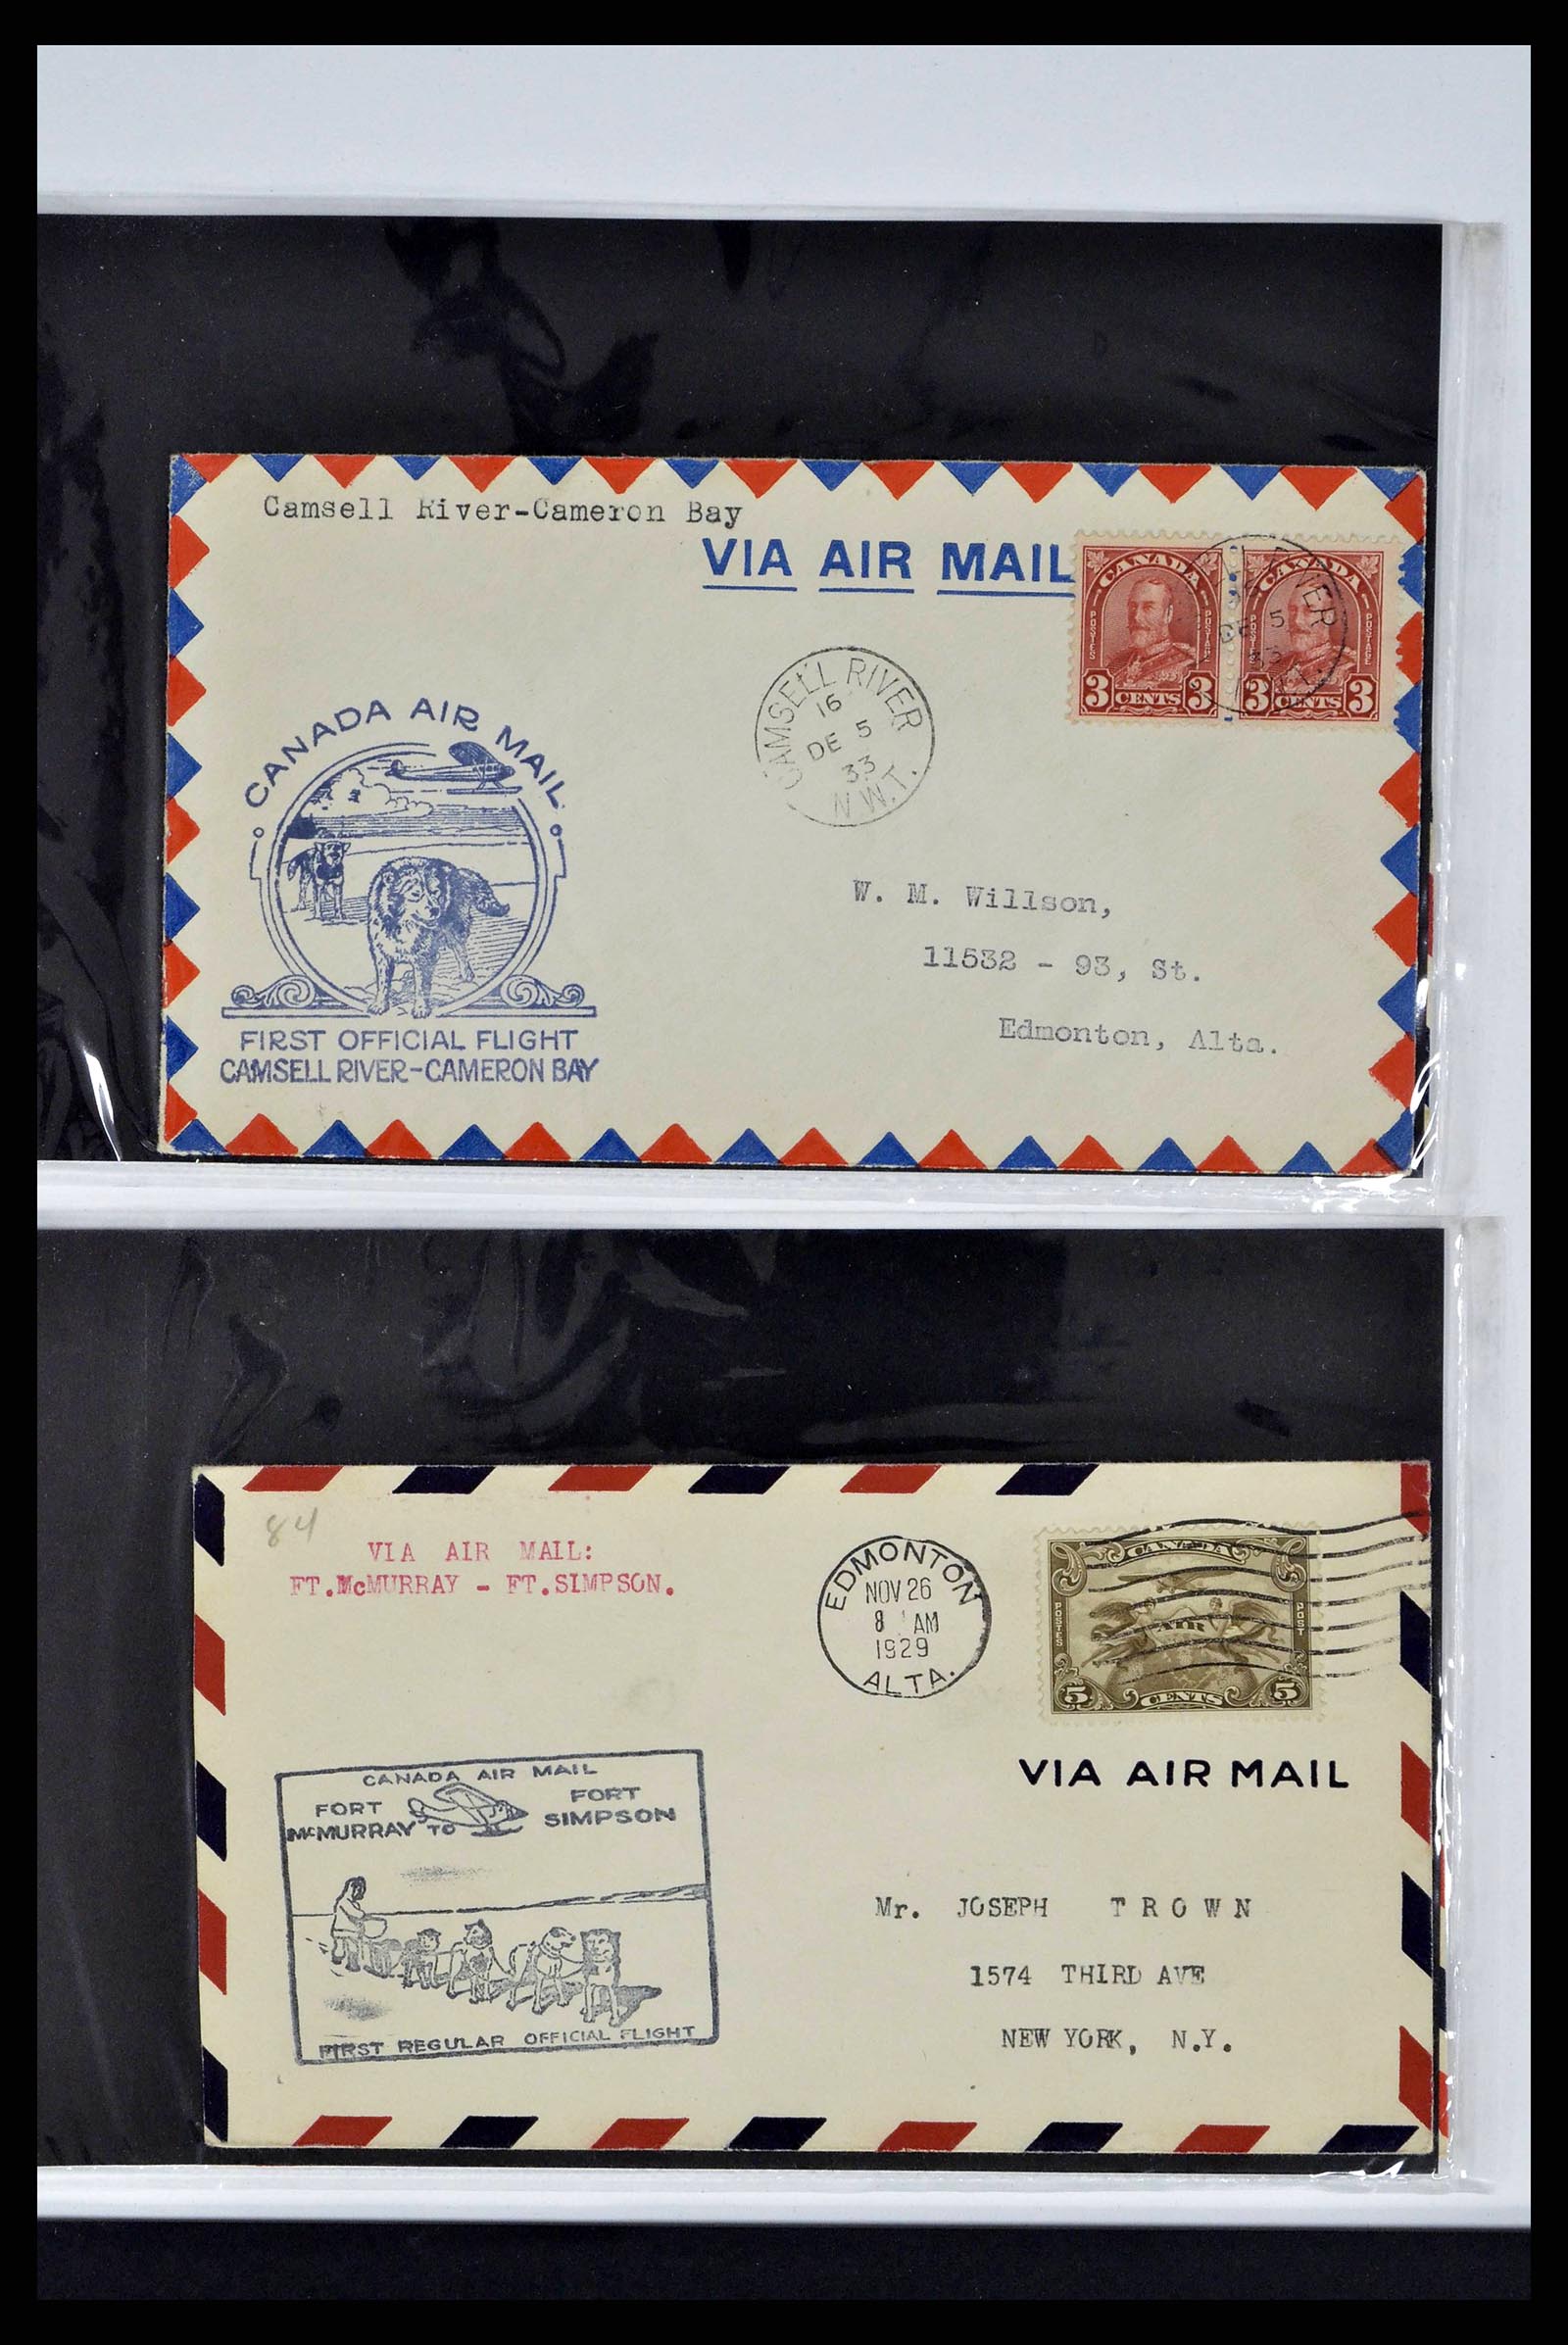 Camsell River-Cameron Bay
VIA AIR MAIL
CANADA
POSTES
POSTAGE
3 CENTS 3
CANADA
POSTES
POSTAGE
3 CENTS 3
RIVER
DE 5
33
CAMSELL RIVER
16
DE 5
33
N.W.T.
CANADA AIR MAIL
FIRST OFFICIAL FLIGHT
CAMSELL RIVER-CAMERON BAY
W. M. Willson,
11532 - 93, St.
Edmonton, Alta.
84
VIA AIR MAIL:
FT.McMURRAY - FT.SIMPSON.
EDMONTON
NOV 26
8 AM
1929
ALTA.
CANADA
POSTES
AIR
POST
5 CENTS 5
VIA AIR MAIL
CANADA AIR MAIL
FORT McMURRAY TO FORT SIMPSON
FIRST REGULAR OFFICIAL FLIGHT
Mr. JOSEPH T R O W N
1574 THIRD AVE
NEW YORK, N.Y.